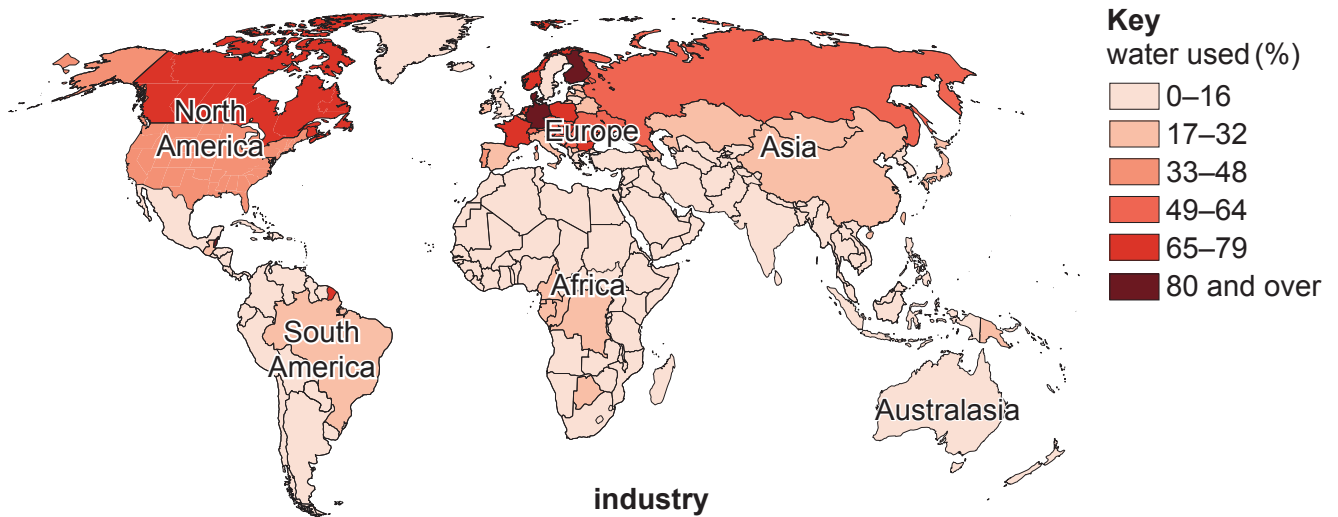 Key
water used (%)
0–16
17–32
33–48
49–64
65–79
80 and over
North
America
Europe
Asia
Africa
South
America
Australasia
industry